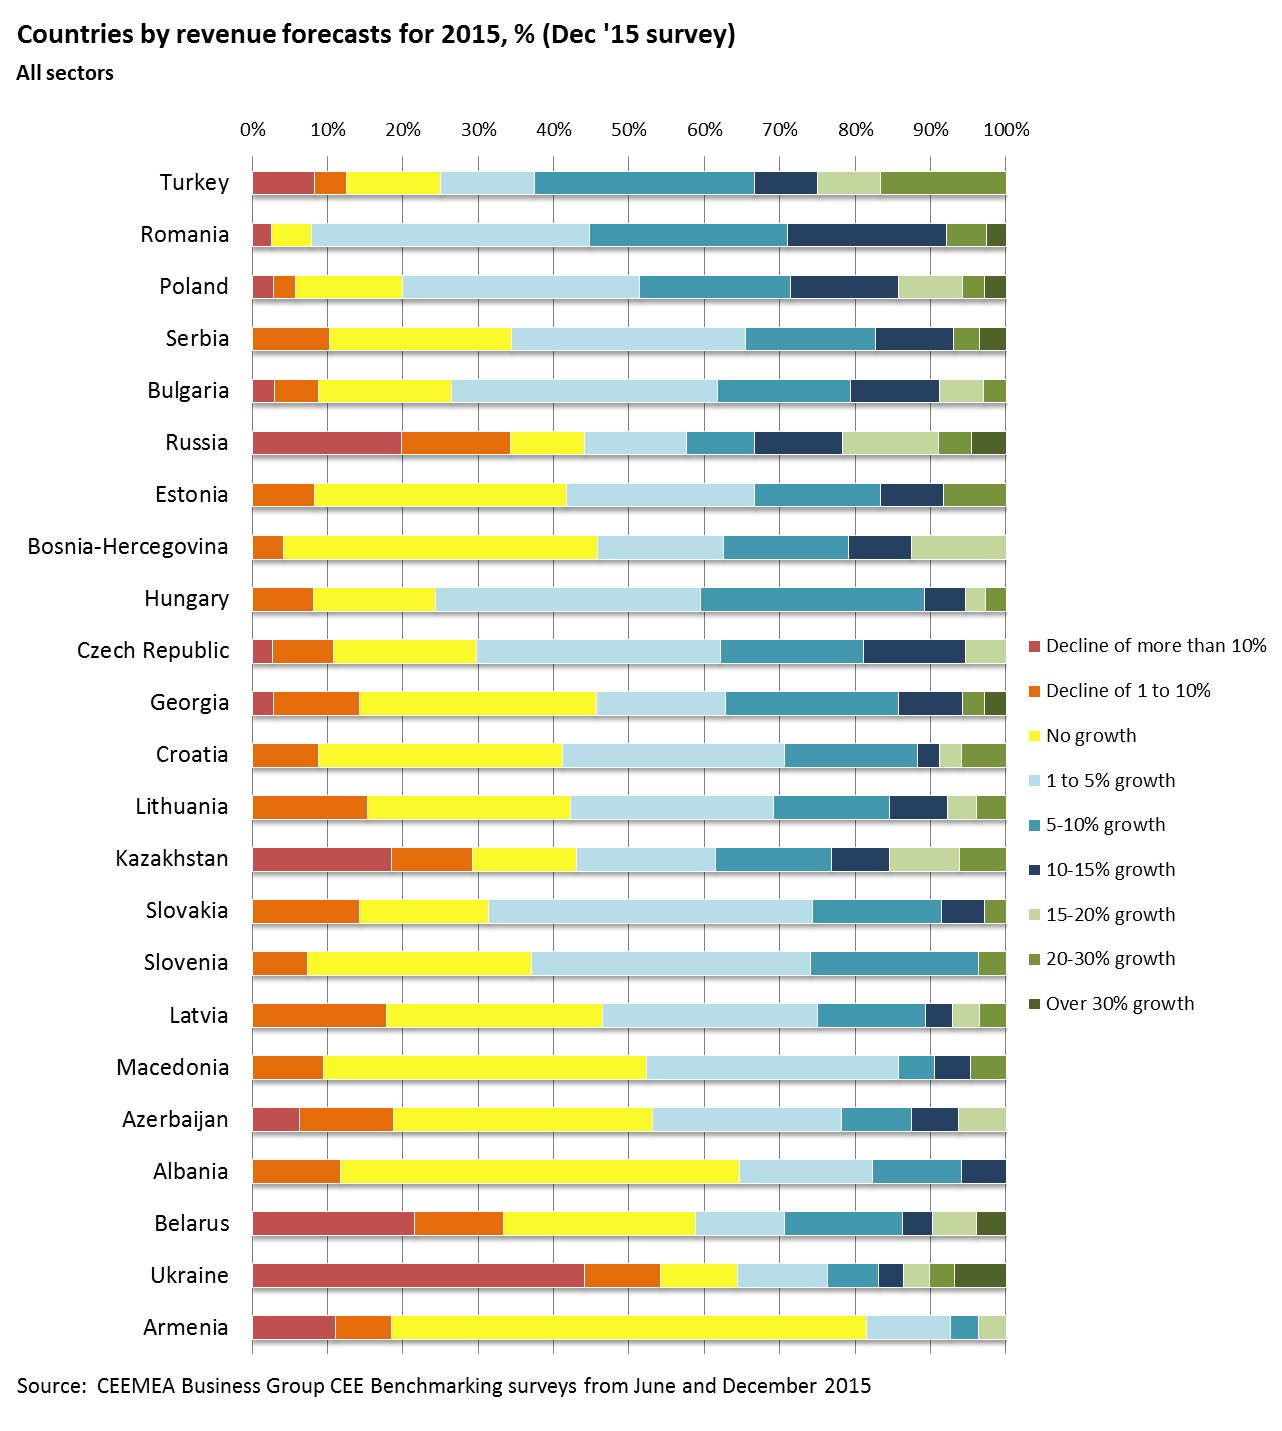 Countries by revenue forecasts for 2015, % (Dec '15 survey)
All sectors
0% 10% 20% 30% 40% 50% 60% 70% 80% 90% 100%
Turkey
Romania
Poland
Serbia
Bulgaria
Russia
Estonia
Bosnia-Hercegovina
Hungary
Czech Republic
Georgia
Croatia
Lithuania
Kazakhstan
Slovakia
Slovenia
Latvia
Macedonia
Azerbaijan
Albania
Belarus
Ukraine
Armenia
Decline of more than 10%
Decline of 1 to 10%
No growth
1 to 5% growth
5-10% growth
10-15% growth
15-20% growth
20-30% growth
Over 30% growth
Source:  CEEMEA Business Group CEE Benchmarking surveys from June and December 2015